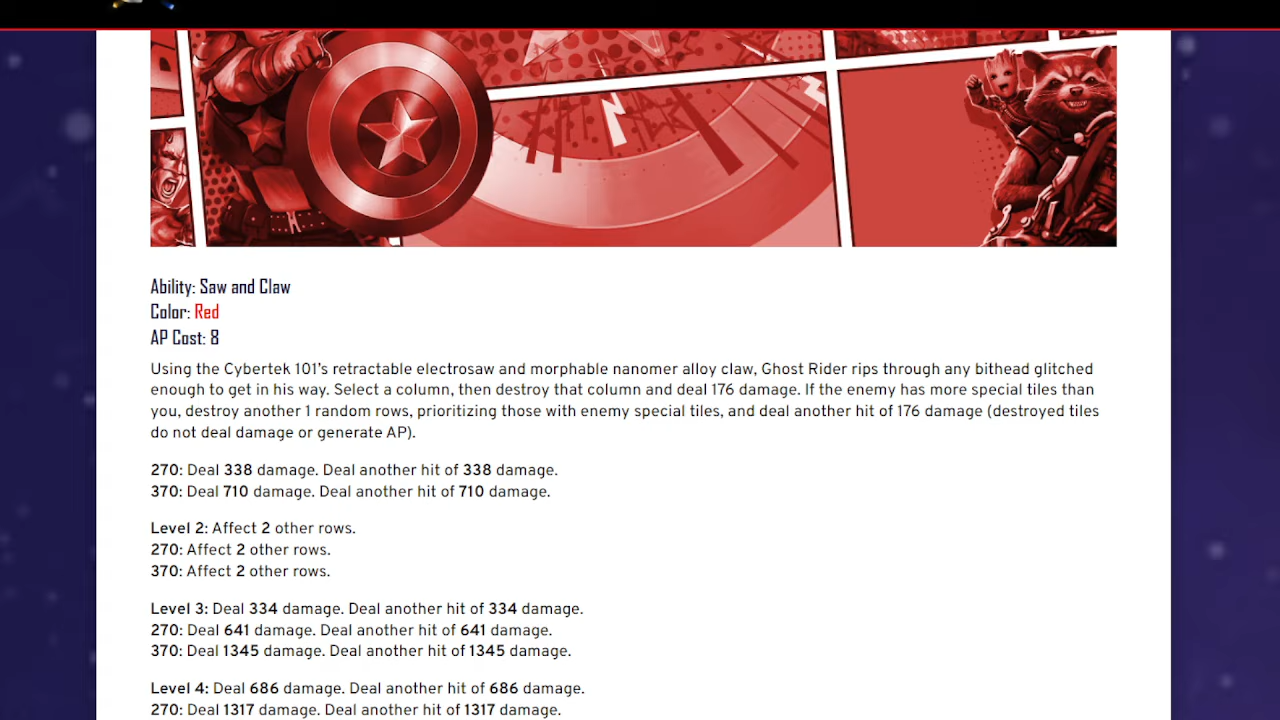 Ability: Saw and Claw
Color: Red
AP Cost: 8
Using the Cybertek 101's retractable electrosaw and morphable nanomer alloy claw, Ghost Rider rips through any bithead glitched
enough to get in his way. Select a column, then destroy that column and deal 176 damage. If the enemy has more special tiles than
you, destroy another 1 random rows, prioritizing those with enemy special tiles, and deal another hit of 176 damage (destroyed tiles
do not deal damage or generate AP).
270: Deal 338 damage. Deal another hit of 338 damage.
370: Deal 710 damage. Deal another hit of 710 damage.
Level 2: Affect 2 other rows.
270: Affect 2 other rows.
370: Affect 2 other rows.
Level 3: Deal 334 damage. Deal another hit of 334 damage.
270: Deal 641 damage. Deal another hit of 641 damage.
370: Deal 1345 damage. Deal another hit of 1345 damage.
Level 4: Deal 686 damage. Deal another hit of 686 damage.
270: Deal 1317 damage. Deal another hit of 1317 damage.